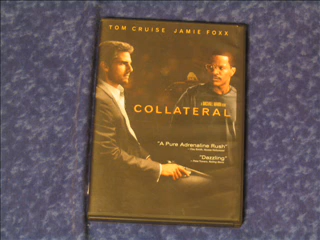 TOM CRUISE JAMIE FOXX
COLLATERAL
"A Pure Adrenaline Rush"
"Dazzling"